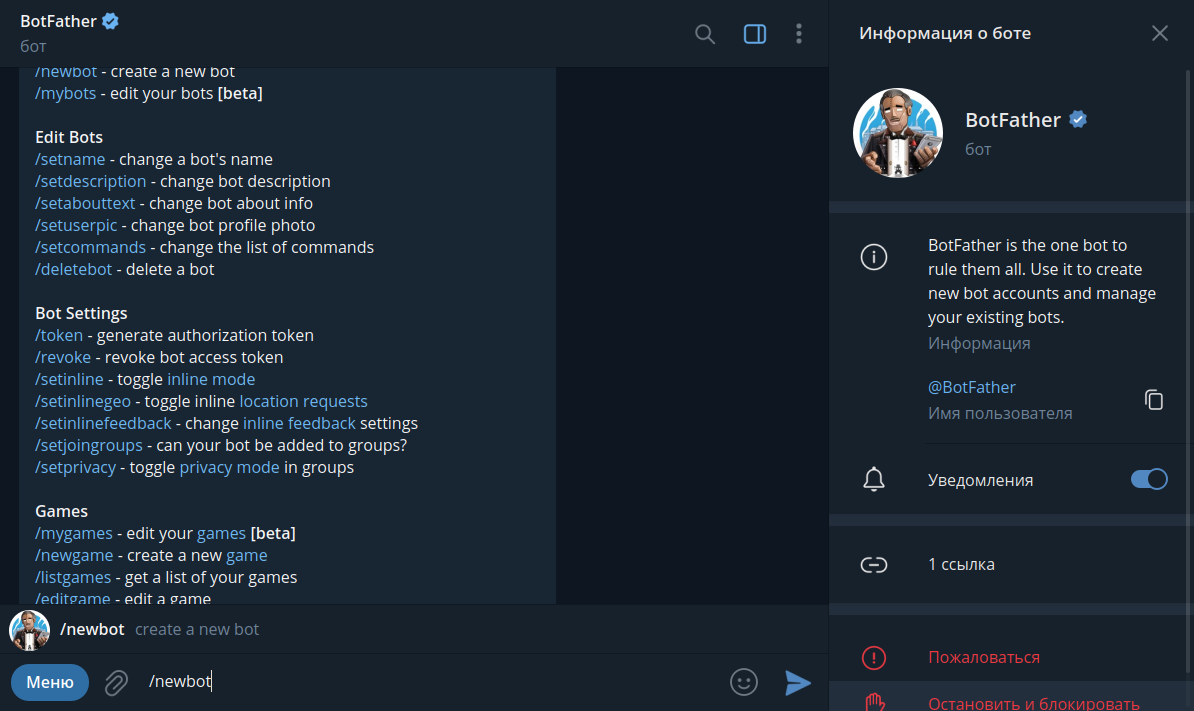 BotFather
бот
/newbot - create a new bot
/mybots - edit your bots [beta]
Edit Bots
/setname - change a bot's name
/setdescription - change bot description
/setabouttext - change bot about info
/setuserpic - change bot profile photo
/setcommands - change the list of commands
/deletebot - delete a bot
Bot Settings
/token - generate authorization token
/revoke - revoke bot access token
/setinline - toggle inline mode
/setinlinegeo - toggle inline location requests
/setinlinefeedback - change inline feedback settings
/setjoingroups - can your bot be added to groups?
/setprivacy - toggle privacy mode in groups
Games
/mygames - edit your games [beta]
/newgame - create a new game
/listgames - get a list of your games
/editgame - edit a game
/newbot create a new bot
Меню
/newbot
Информация о боте
BotFather
бот
BotFather is the one bot to
rule them all. Use it to create
new bot accounts and manage
your existing bots.
Информация
@BotFather
Имя пользователя
Уведомления
1 ссылка
Пожаловаться
Остановить и блокировать